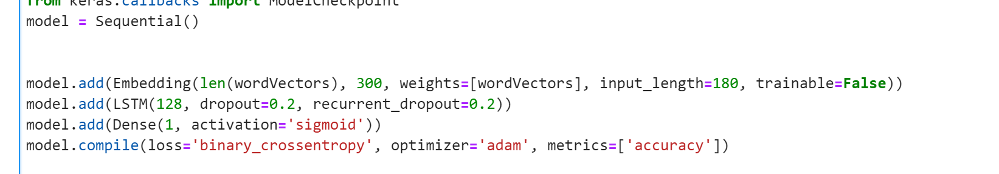 from keras.callbacks import ModelCheckpoint
model = Sequential()
model.add(Embedding(len(wordVectors), 300, weights=[wordVectors], input_length=180, trainable=False))
model.add(LSTM(128, dropout=0.2, recurrent_dropout=0.2))
model.add(Dense(1, activation='sigmoid'))
model.compile(loss='binary_crossentropy', optimizer='adam', metrics=['accuracy'])